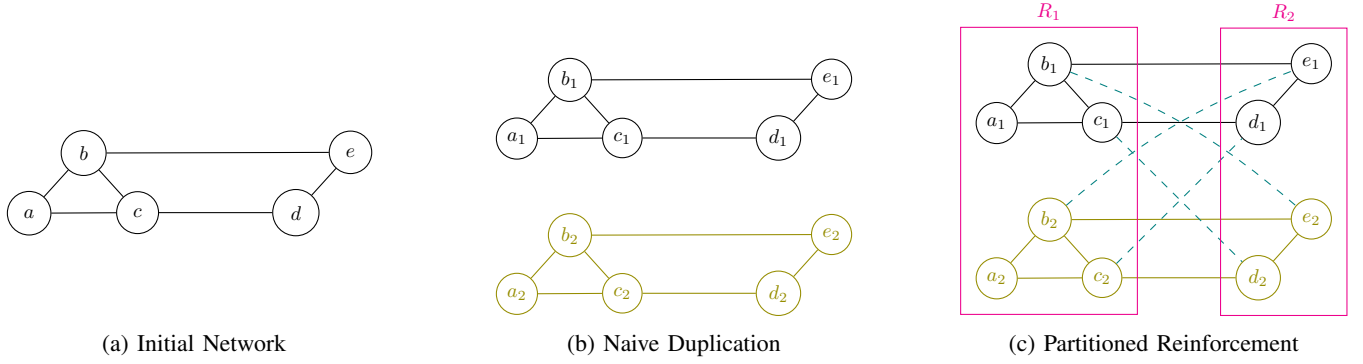 b
e
a
c
d
(a) Initial Network
b₁
e₁
a₁
c₁
d₁
b₂
e₂
a₂
c₂
d₂
(b) Naive Duplication
R₁
R₂
b₁
e₁
a₁
c₁
d₁
b₂
e₂
a₂
c₂
d₂
(c) Partitioned Reinforcement